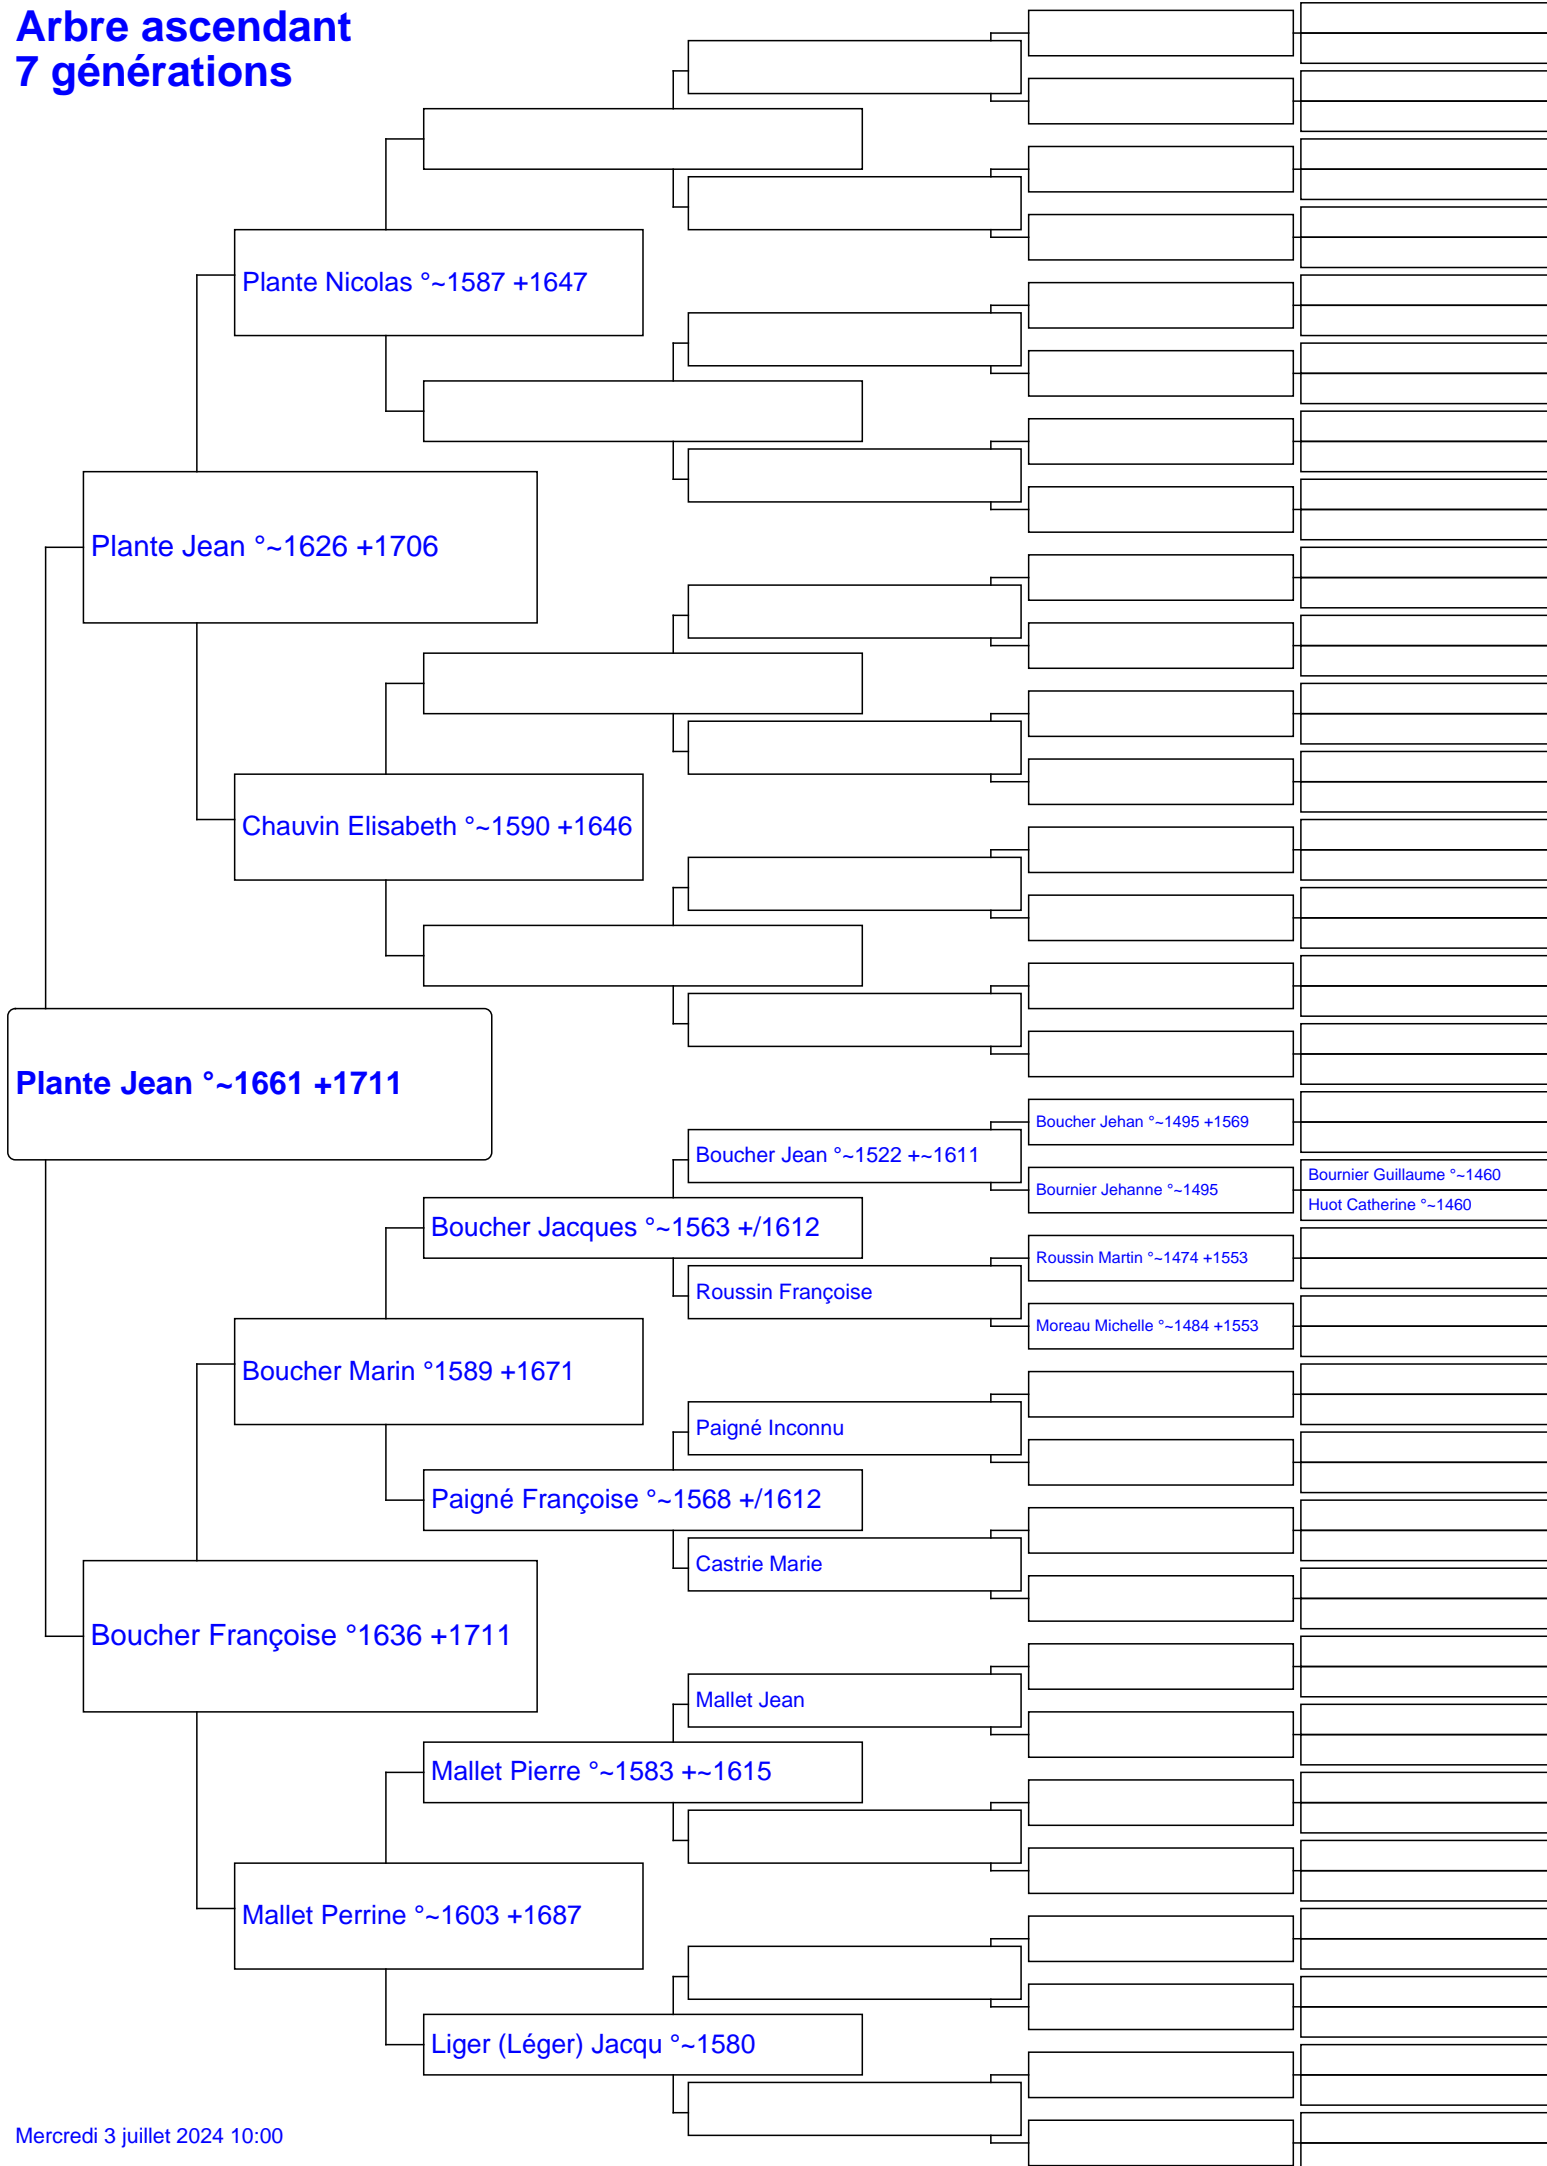 Arbre ascendant
7 générations
Plante Nicolas °~1587 +1647
Plante Jean °~1626 +1706
Chauvin Elisabeth °~1590 +1646
Plante Jean °~1661 +1711
Boucher Jehan °~1495 +1569
Boucher Jean °~1522 +~1611
Bournier Guillaume °~1460
Bournier Jehanne °~1495
Huot Catherine °~1460
Boucher Jacques °~1563 +/1612
Roussin Martin °~1474 +1553
Roussin Françoise
Moreau Michelle °~1484 +1553
Boucher Marin °1589 +1671
Paigné Inconnu
Paigné Françoise °~1568 +/1612
Castrie Marie
Boucher Françoise °1636 +1711
Mallet Jean
Mallet Pierre °~1583 +~1615
Mallet Perrine °~1603 +1687
Liger (Léger) Jacqu °~1580
Mercredi 3 juillet 2024 10:00